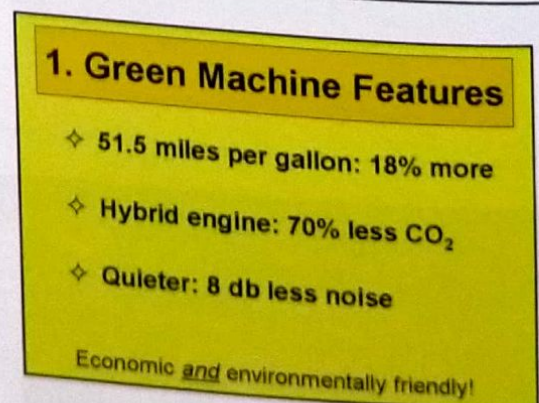 1. Green Machine Features
✧ 51.5 miles per gallon: 18% more
✧ Hybrid engine: 70% less CO₂
✧ Quieter: 8 db less noise
Economic and environmentally friendly!